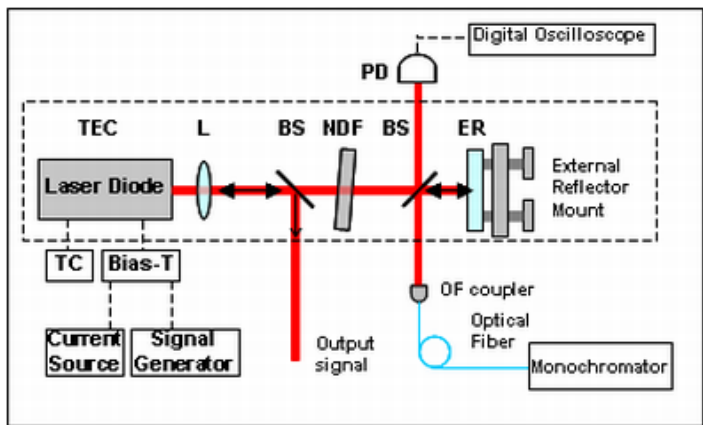 Digital Oscilloscope
PD
TEC L BS NDF BS ER
Laser Diode
External
Reflector
Mount
TC Bias-T
OF coupler
Current
Source
Signal
Generator
Output
signal
Optical
Fiber
Monochromator